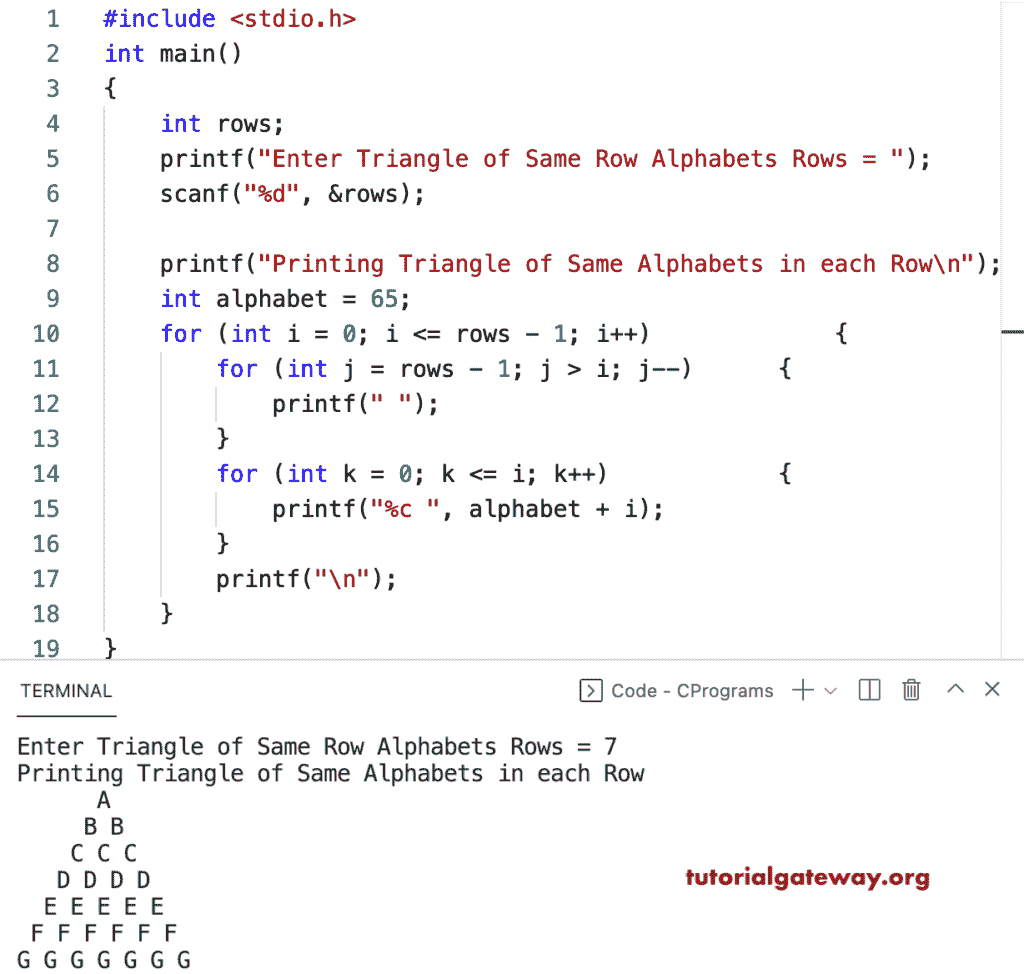 1 #include <stdio.h>
2 int main()
3 {
4     int rows;
5     printf("Enter Triangle of Same Row Alphabets Rows = ");
6     scanf("%d", &rows);
7
8     printf("Printing Triangle of Same Alphabets in each Row\n");
9     int alphabet = 65;
10     for (int i = 0; i <= rows - 1; i++)             {
11         for (int j = rows - 1; j > i; j--)      {
12             printf(" ");
13         }
14         for (int k = 0; k <= i; k++)            {
15             printf("%c ", alphabet + i);
16         }
17         printf("\n");
18     }
19 }
TERMINAL Code - CPrograms
Enter Triangle of Same Row Alphabets Rows = 7
Printing Triangle of Same Alphabets in each Row
      A
     B B
    C C C
   D D D D
  E E E E E
 F F F F F F
G G G G G G G
tutorialgateway.org